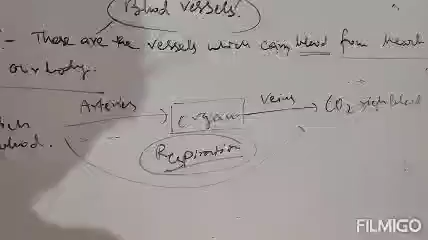 Blood vessels.
:- These are the vessels which carry blood from heart
our body.
Arteries organ Veins CO2 rich blood
Respiration
FILMIGO